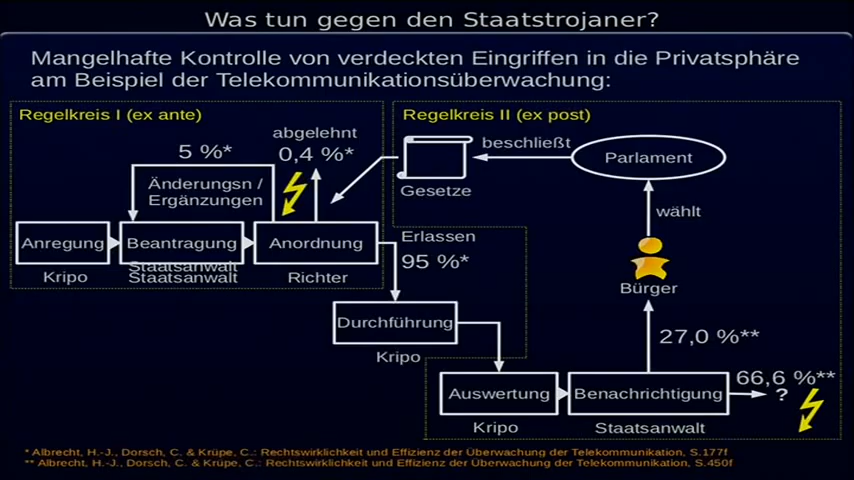 Was tun gegen den Staatstrojaner?
Mangelhafte Kontrolle von verdeckten Eingriffen in die Privatsphäre
am Beispiel der Telekommunikationsüberwachung:
Regelkreis I (ex ante)
Regelkreis II (ex post)
abgelehnt
5 %*
0,4 %*
beschließt
Parlament
Änderungsn /
Ergänzungen
Gesetze
wählt
Anregung
Beantragung
Anordnung
Erlassen
95 %*
Kripo
Staatsanwalt
Staatsanwalt
Richter
Bürger
Durchführung
27,0 %**
Kripo
66,6 %**
Auswertung
Benachrichtigung
?
Kripo
Staatsanwalt
* Albrecht, H.-J., Dorsch, C. & Krüpe, C.: Rechtswirklichkeit und Effizienz der Überwachung der Telekommunikation, S.177f
** Albrecht, H.-J., Dorsch, C. & Krüpe, C.: Rechtswirklichkeit und Effizienz der Überwachung der Telekommunikation, S.450f